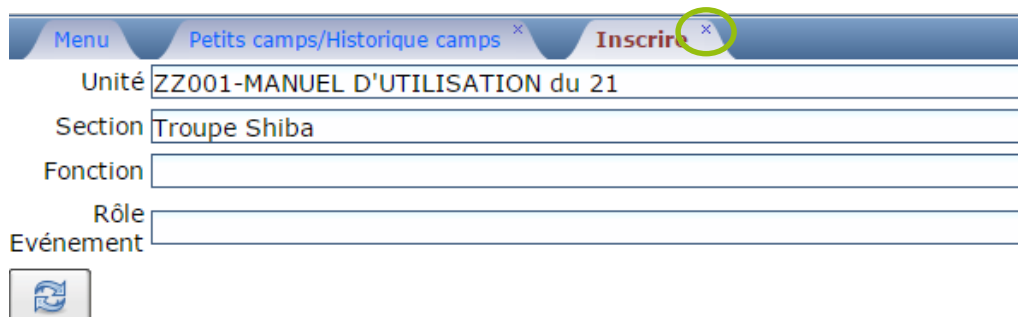 Menu Petits camps/Historique camps x Inscrire x
Unité ZZ001-MANUEL D'UTILISATION du 21
Section Troupe Shiba
Fonction
Rôle
Evénement